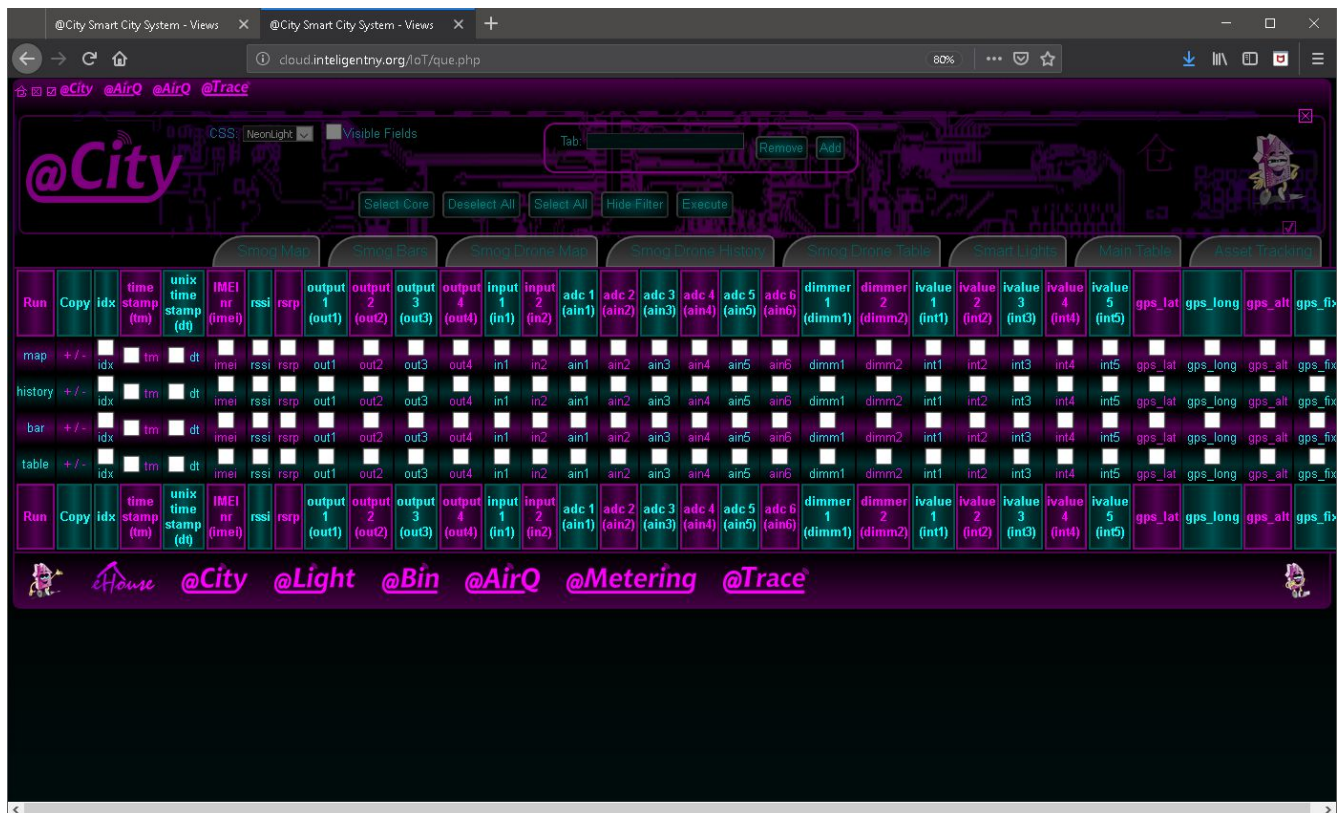 @City Smart City System - Views @City Smart City System - Views
cloud.inteligentny.org/IoT/que.php 80%
@City @AirQ @AirQ @Trace
@City
CSS: NeonLight Visible Fields
Tab: Remove Add
Select Core Deselect All Select All Hide Filter Execute
Smog Map Smog Bars Smog Drone Map Smog Drone History Smog Drone Table Smart Lights Main Table Asset Tracking
Run Copy idx time stamp (tm) unix time stamp (dt) IMEI nr (imei) rssi rsrp output 1 (out1) output 2 (out2) output 3 (out3) output 4 (out4) input 1 (in1) input 2 (in2) adc 1 (ain1) adc 2 (ain2) adc 3 (ain3) adc 4 (ain4) adc 5 (ain5) adc 6 (ain6) dimmer 1 (dimm1) dimmer 2 (dimm2) ivalue 1 (int1) ivalue 2 (int2) ivalue 3 (int3) ivalue 4 (int4) ivalue 5 (int5) gps_lat gps_long gps_alt gps_fix
map +/- idx tm dt imei rssi rsrp out1 out2 out3 out4 in1 in2 ain1 ain2 ain3 ain4 ain5 ain6 dimm1 dimm2 int1 int2 int3 int4 int5 gps_lat gps_long gps_alt gps_fix
history +/- idx tm dt imei rssi rsrp out1 out2 out3 out4 in1 in2 ain1 ain2 ain3 ain4 ain5 ain6 dimm1 dimm2 int1 int2 int3 int4 int5 gps_lat gps_long gps_alt gps_fix
bar +/- idx tm dt imei rssi rsrp out1 out2 out3 out4 in1 in2 ain1 ain2 ain3 ain4 ain5 ain6 dimm1 dimm2 int1 int2 int3 int4 int5 gps_lat gps_long gps_alt gps_fix
table +/- idx tm dt imei rssi rsrp out1 out2 out3 out4 in1 in2 ain1 ain2 ain3 ain4 ain5 ain6 dimm1 dimm2 int1 int2 int3 int4 int5 gps_lat gps_long gps_alt gps_fix
Run Copy idx time stamp (tm) unix time stamp (dt) IMEI nr (imei) rssi rsrp output 1 (out1) output 2 (out2) output 3 (out3) output 4 (out4) input 1 (in1) input 2 (in2) adc 1 (ain1) adc 2 (ain2) adc 3 (ain3) adc 4 (ain4) adc 5 (ain5) adc 6 (ain6) dimmer 1 (dimm1) dimmer 2 (dimm2) ivalue 1 (int1) ivalue 2 (int2) ivalue 3 (int3) ivalue 4 (int4) ivalue 5 (int5) gps_lat gps_long gps_alt gps_fix
eHouse @City @Light @Bin @AirQ @Metering @Trace